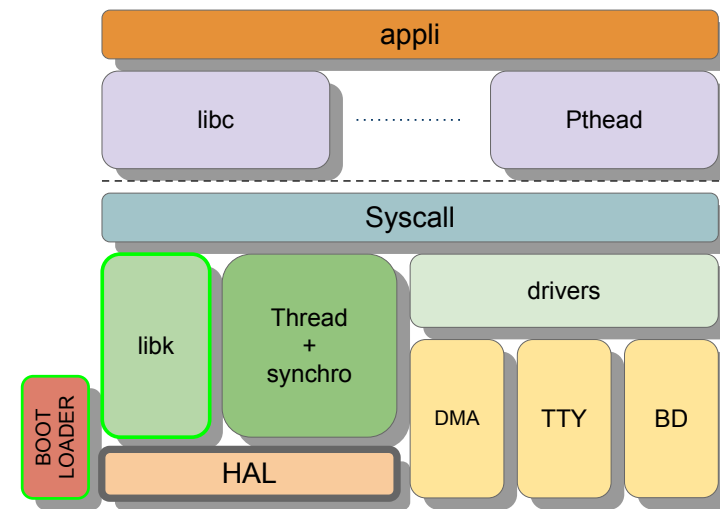 appli
libc
Pthead
Syscall
libk
Thread
+
synchro
drivers
BOOT
LOADER
DMA
TTY
BD
HAL